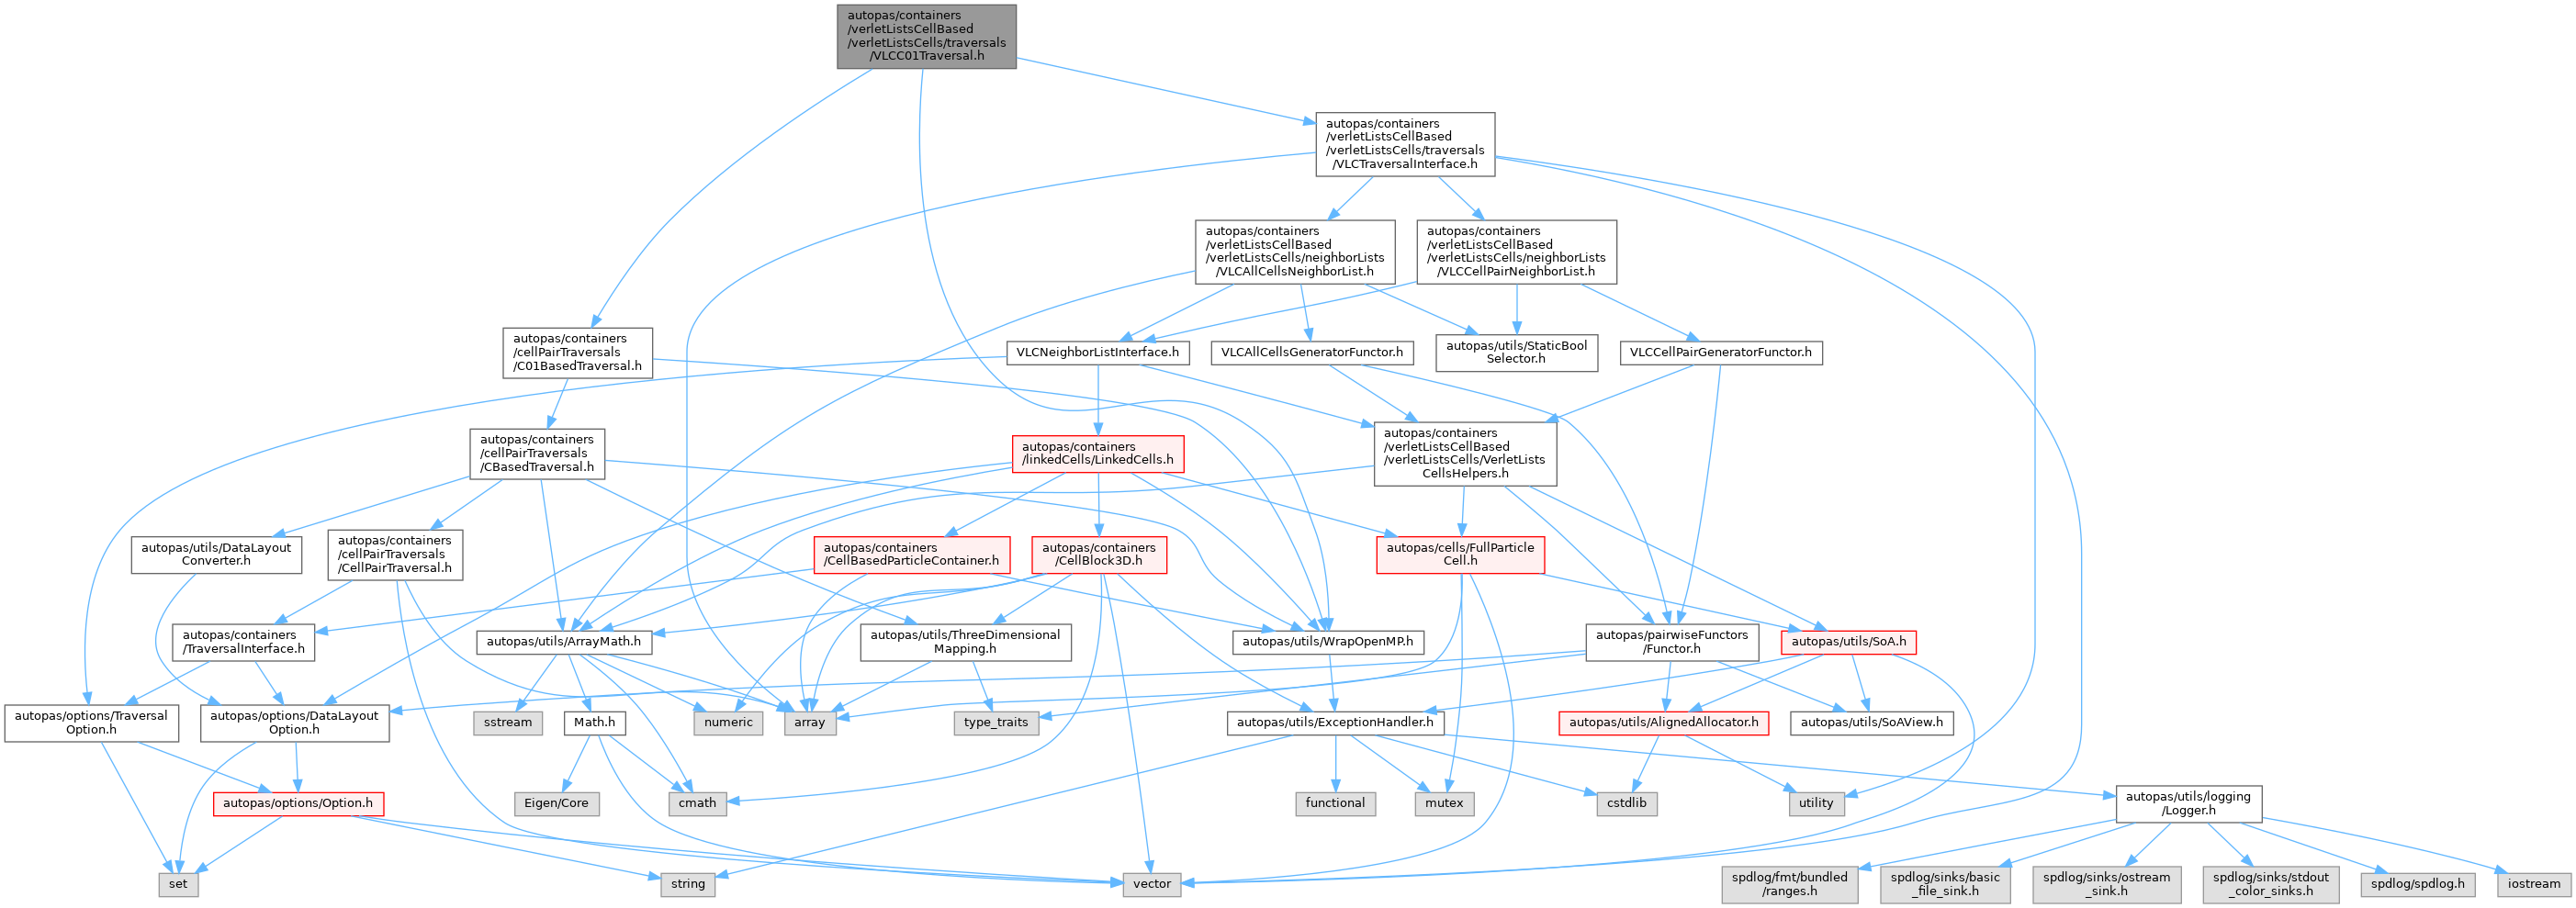 autopas/containers
/verletListsCellBased
/verletListsCells/traversals
/VLCC01Traversal.h
autopas/containers
/verletListsCellBased
/verletListsCells/traversals
/VLCTraversalInterface.h
autopas/containers
/verletListsCellBased
/verletListsCells/neighborLists
/VLCAllCellsNeighborList.h
autopas/containers
/verletListsCellBased
/verletListsCells/neighborLists
/VLCCellPairNeighborList.h
autopas/containers
/cellPairTraversals
/C01BasedTraversal.h
VLCNeighborListInterface.h
VLCAllCellsGeneratorFunctor.h
autopas/utils/StaticBool
Selector.h
VLCCellPairGeneratorFunctor.h
autopas/containers
/cellPairTraversals
/CBasedTraversal.h
autopas/containers
/linkedCells/LinkedCells.h
autopas/containers
/verletListsCellBased
/verletListsCells/VerletLists
CellsHelpers.h
autopas/utils/DataLayout
Converter.h
autopas/containers
/cellPairTraversals
/CellPairTraversal.h
autopas/containers
/CellBasedParticleContainer.h
autopas/containers
/CellBlock3D.h
autopas/cells/FullParticle
Cell.h
autopas/containers
/TraversalInterface.h
autopas/utils/ArrayMath.h
autopas/utils/ThreeDimensional
Mapping.h
autopas/utils/WrapOpenMP.h
autopas/pairwiseFunctors
/Functor.h
autopas/utils/SoA.h
autopas/options/Traversal
Option.h
autopas/options/DataLayout
Option.h
sstream
Math.h
numeric
array
type_traits
autopas/utils/ExceptionHandler.h
autopas/utils/AlignedAllocator.h
autopas/utils/SoAView.h
autopas/options/Option.h
Eigen/Core
cmath
functional
mutex
cstdlib
utility
autopas/utils/logging
/Logger.h
set
string
vector
spdlog/fmt/bundled
/ranges.h
spdlog/sinks/basic
_file_sink.h
spdlog/sinks/ostream
_sink.h
spdlog/sinks/stdout
_color_sinks.h
spdlog/spdlog.h
iostream